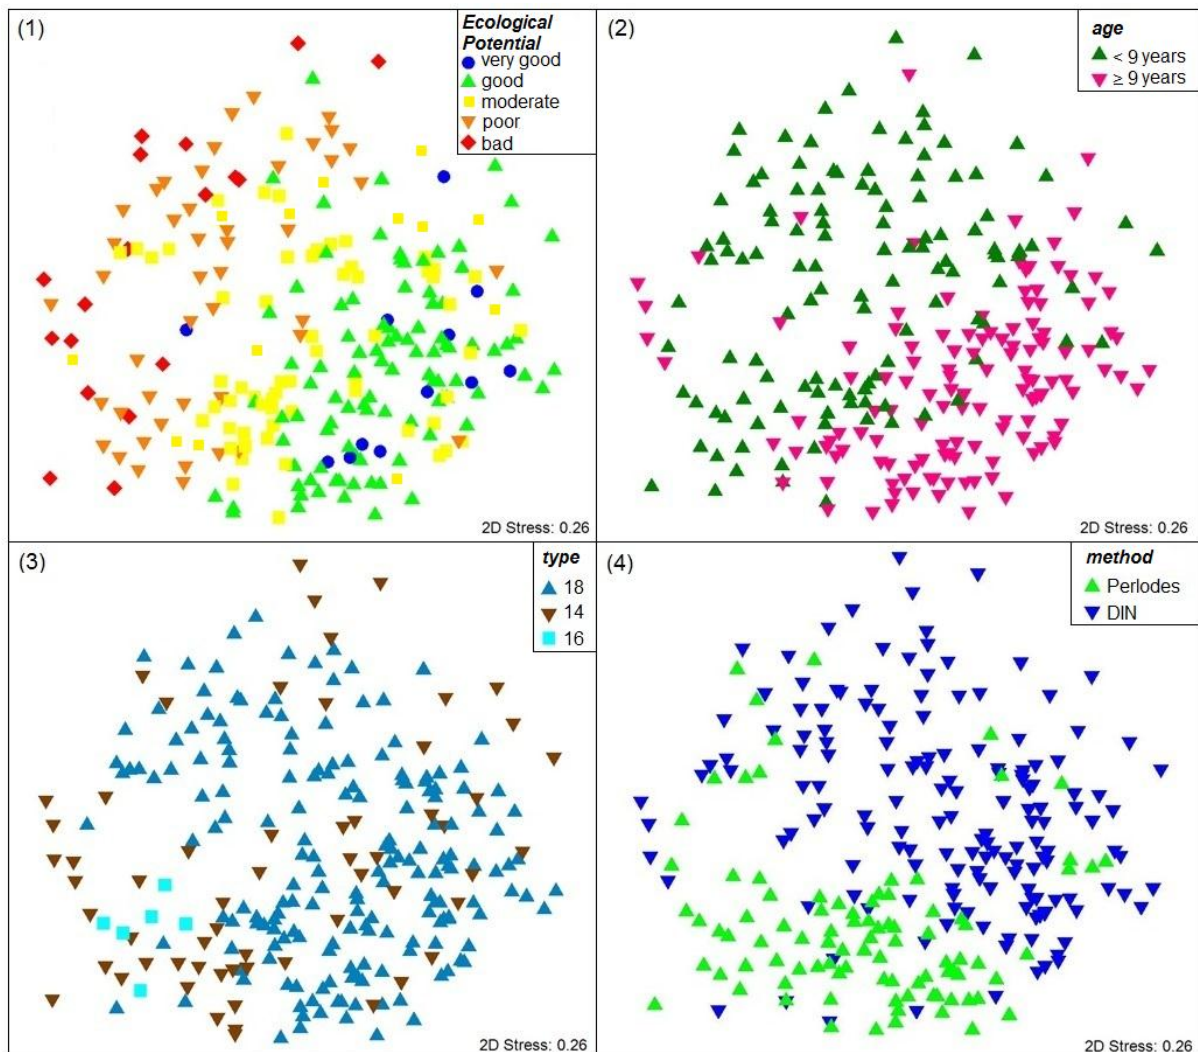 (1)
Ecological
Potential
very good
good
moderate
poor
bad
2D Stress: 0.26
(2)
age
< 9 years
≥ 9 years
2D Stress: 0.26
(3)
type
18
14
16
2D Stress: 0.26
(4)
method
Perlodes
DIN
2D Stress: 0.26